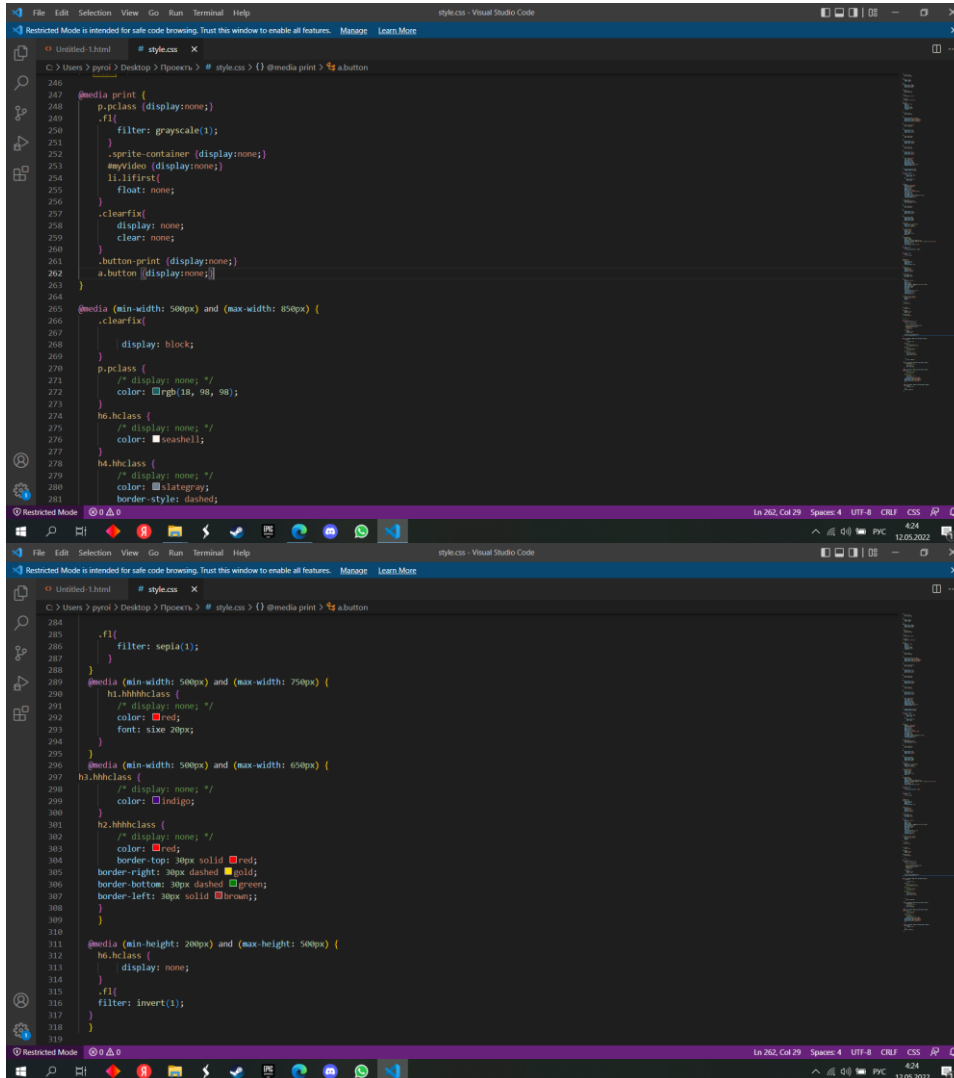 File Edit Selection View Go Run Terminal Help style.css - Visual Studio Code
Restricted Mode is intended for safe code browsing. Trust this window to enable all features. Manage Learn More
Untitled-1.html # style.css
C: > Users > pyroi > Desktop > Проекть > # style.css > {} @media print > a.button
246
247 @media print {
248 p.pclass {display:none;}
249 .fl{
250 filter: grayscale(1);
251 }
252 .sprite-container {display:none;}
253 #myVideo {display:none;}
254 li.lifirst{
255 float: none;
256 }
257 .clearfix{
258 display: none;
259 clear: none;
260 }
261 .button-print {display:none;}
262 a.button {display:none;}
263 }
264
265 @media (min-width: 500px) and (max-width: 850px) {
266 .clearfix{
267
268 display: block;
269 }
270 p.pclass {
271 /* display: none; */
272 color: rgb(18, 98, 98);
273 }
274 h6.hclass {
275 /* display: none; */
276 color: seashell;
277 }
278 h4.hhclass {
279 /* display: none; */
280 color: slategray;
281 border-style: dashed;
Restricted Mode 0 0 Ln 262, Col 29 Spaces: 4 UTF-8 CRLF CSS
Я EPIC РУС 4:24
12.05.2022
File Edit Selection View Go Run Terminal Help style.css - Visual Studio Code
Restricted Mode is intended for safe code browsing. Trust this window to enable all features. Manage Learn More
Untitled-1.html # style.css
C: > Users > pyroi > Desktop > Проекть > # style.css > {} @media print > a.button
284
285 .fl{
286 filter: sepia(1);
287 }
288 }
289 @media (min-width: 500px) and (max-width: 750px) {
290 h1.hhhhhclass {
291 /* display: none; */
292 color: red;
293 font: sixe 20px;
294 }
295 }
296 @media (min-width: 500px) and (max-width: 650px) {
297 h3.hhhclass {
298 /* display: none; */
299 color: indigo;
300 }
301 h2.hhhhclass {
302 /* display: none; */
303 color: red;
304 border-top: 30px solid red;
305 border-right: 30px dashed gold;
306 border-bottom: 30px dashed green;
307 border-left: 30px solid brown;;
308 }
309 }
310
311 @media (min-height: 200px) and (max-height: 500px) {
312 h6.hclass {
313 display: none;
314 }
315 .fl{
316 filter: invert(1);
317 }
318 }
319
Restricted Mode 0 0 Ln 262, Col 29 Spaces: 4 UTF-8 CRLF CSS
Я EPIC РУС 4:24
12.05.2022